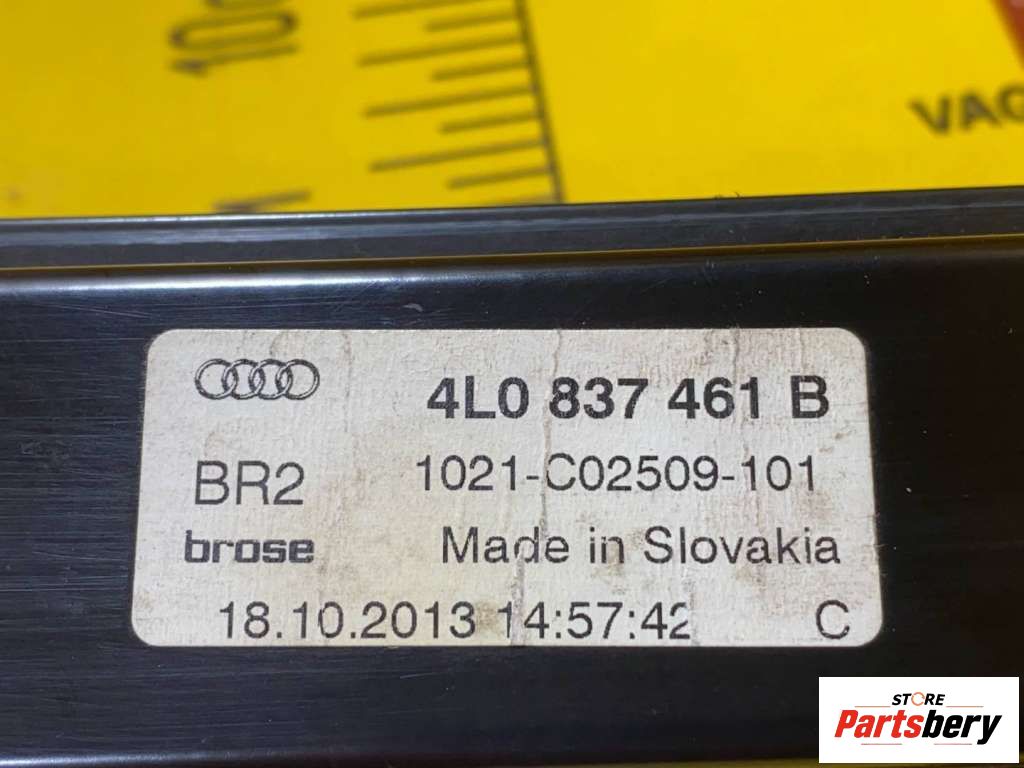 VAG
4L0 837 461 B
BR2
1021-C02509-101
brose
Made in Slovakia
18.10.2013 14:57:42
C
STORE
Partsbery